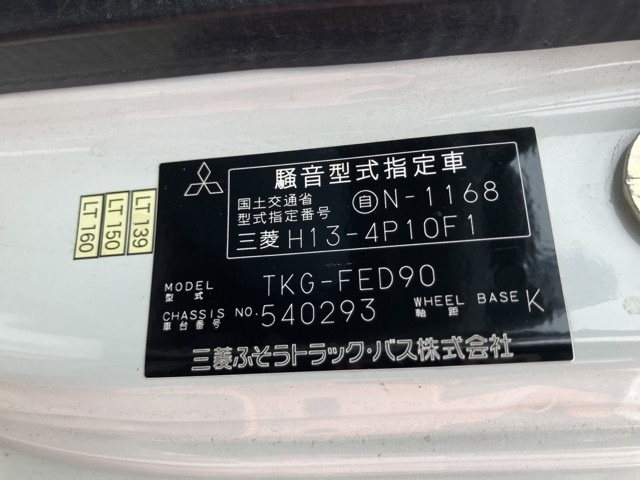 騒音型式指定車
国土交通省
型式指定番号 自N-1168
三菱 H13-4P10F1
MODEL
型式 TKG-FED90
CHASSIS NO.
車台番号 540293 WHEEL BASE
軸距 K
三菱ふそうトラック・バス株式会社
LT 139
LT 150
LT 160